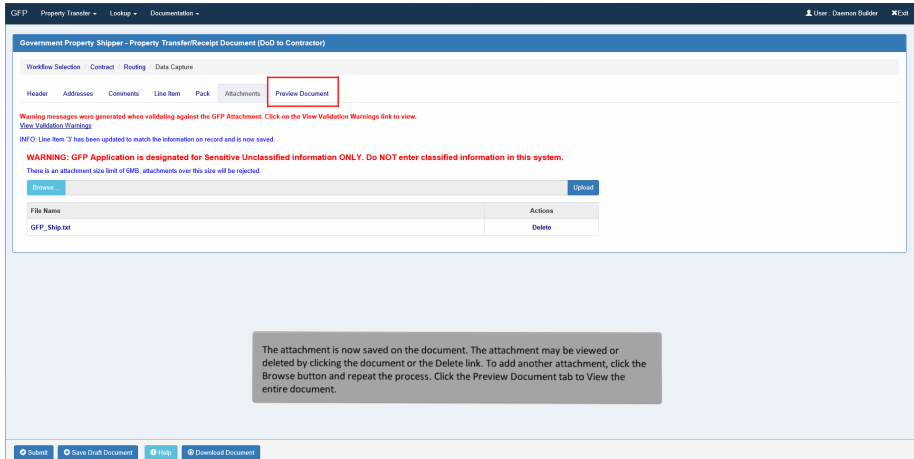 GFP Property Transfer Lookup Documentation User : Daemon Builder Exit
Government Property Shipper - Property Transfer/Receipt Document (DoD to Contractor)
Workflow Selection / Contract / Routing / Data Capture
Header Addresses Comments Line Item Pack Attachments Preview Document
Warning messages were generated when validating against the GFP Attachment. Click on the View Validation Warnings link to view.
View Validation Warnings
INFO: Line Item '3' has been updated to match the information on record and is now saved.
WARNING: GFP Application is designated for Sensitive Unclassified information ONLY. Do NOT enter classified information in this system.
There is an attachment size limit of 6MB, attachments over this size will be rejected.
Browse... Upload
File Name Actions
GFP_Ship.txt Delete
The attachment is now saved on the document. The attachment may be viewed or
deleted by clicking the document or the Delete link. To add another attachment, click the
Browse button and repeat the process. Click the Preview Document tab to View the
entire document.
Submit Save Draft Document Help Download Document